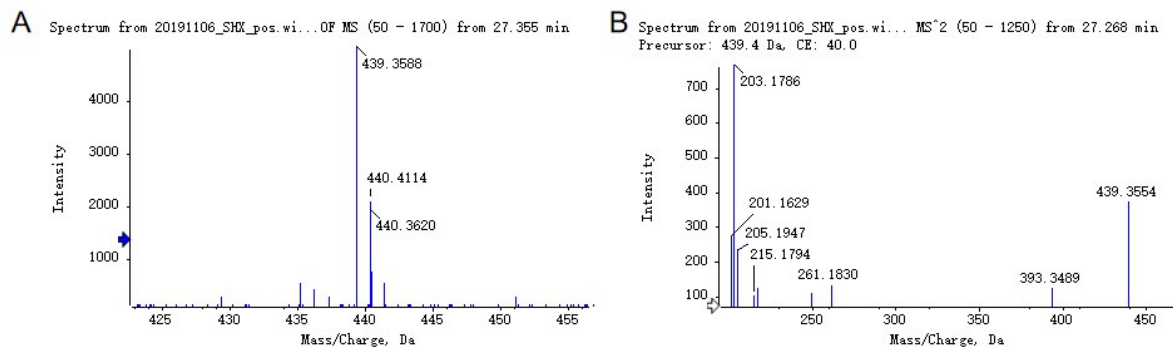 A Spectrum from 20191106_SHX_pos.wi...OF MS (50 - 1700) from 27.355 min
439.3588
440.4114
440.3620
Intensity
4000
3000
2000
1000
425 430 435 440 445 450 455
Mass/Charge, Da
B Spectrum from 20191106_SHX_pos.wi... MS^2 (50 - 1250) from 27.268 min
Precursor: 439.4 Da, CE: 40.0
203.1786
201.1629
205.1947
215.1794
261.1830
393.3489
439.3554
Intensity
700
600
500
400
300
200
100
250 300 350 400 450
Mass/Charge, Da